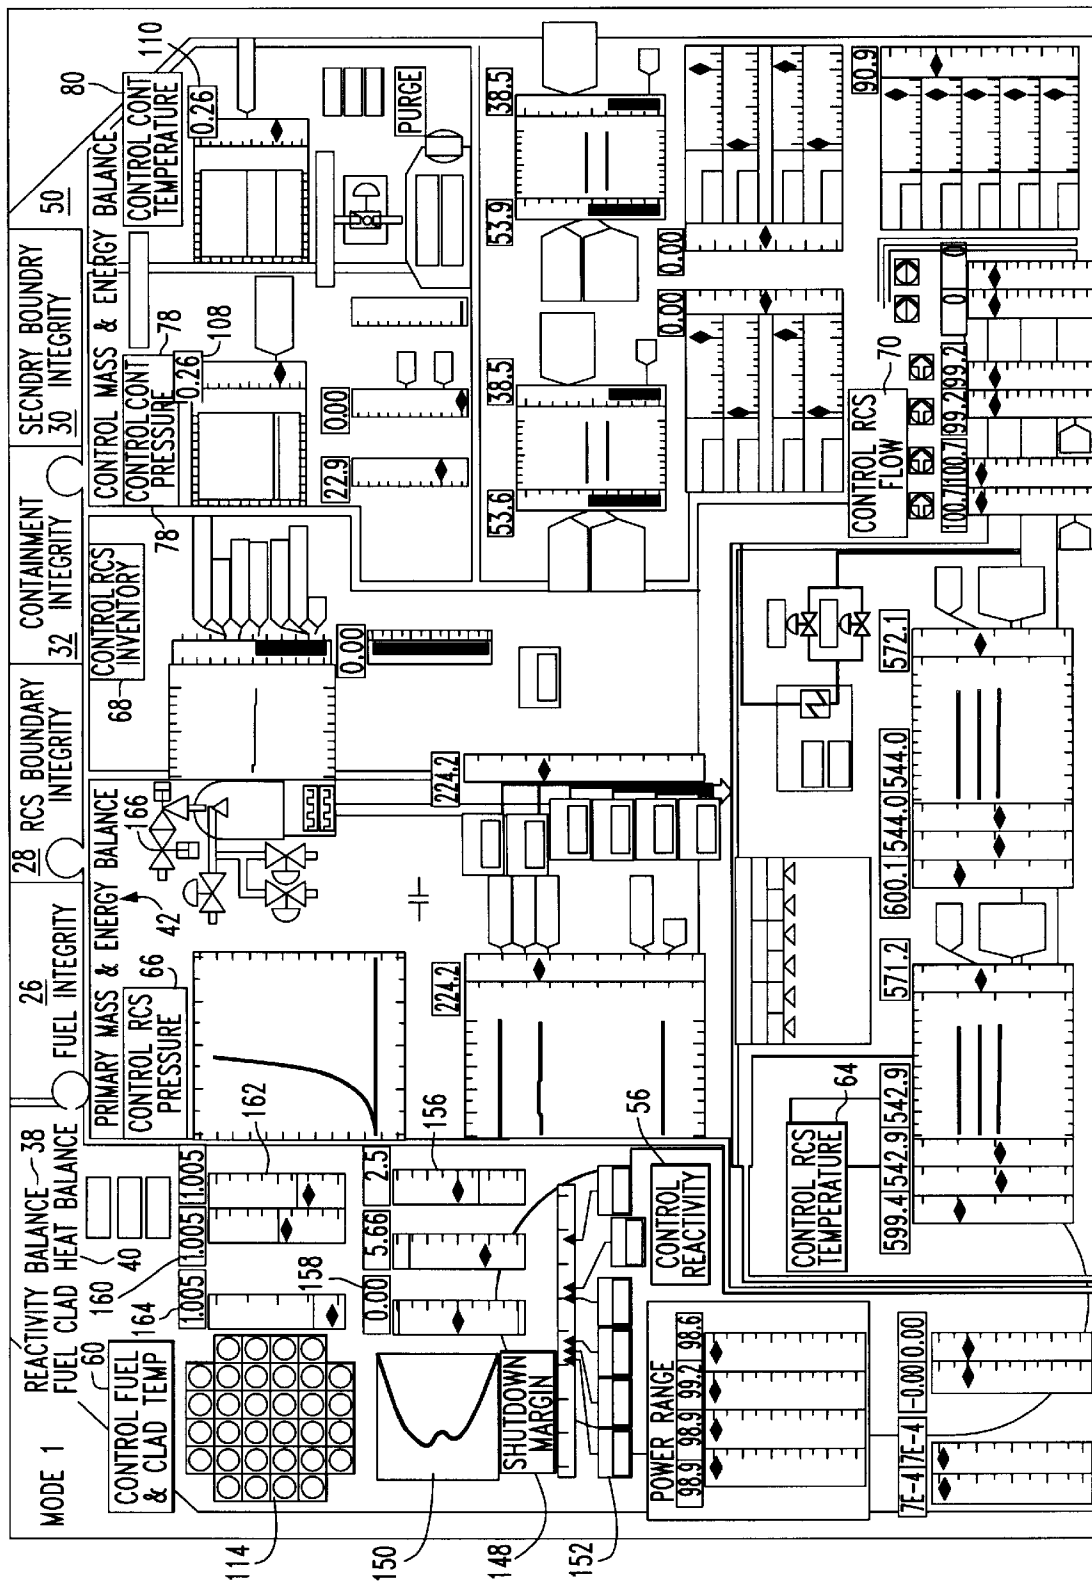 MODE 1
REACTIVITY BALANCE 38
FUEL CLAD HEAT BALANCE
40
26
FUEL INTEGRITY
28 RCS BOUNDARY
INTEGRITY
CONTAINMENT
32 INTEGRITY
SECNDRY BOUNDRY
30 INTEGRITY
50
60
CONTROL FUEL
& CLAD TEMP
164
1.005
160
1.005
1.005
162
114
PRIMARY MASS & ENERGY BALANCE
42
CONTROL RCS
PRESSURE
66
166
CONTROL RCS
INVENTORY
68
0.00
CONTROL MASS & ENERGY BALANCE
CONTROL CONT
PRESSURE
78
78
0.26
108
CONTROL CONT
TEMPERATURE
80
0.26
110
22.9
0.00
PURGE
150
0.00
158
5.66
2.5
156
SHUTDOWN
MARGIN
148
152
CONTROL
REACTIVITY
56
224.2
224.2
53.6
38.5
53.9
38.5
0.00
0.00
90.9
POWER RANGE
98.9 98.9 99.2 98.6
7E-4 7E-4
-0.00 0.00
CONTROL RCS
TEMPERATURE
64
599.4 542.9 542.9
571.2
600.1 544.0 544.0
572.1
CONTROL RCS
FLOW
70
100.7 100.7 99.2 99.2 0 0